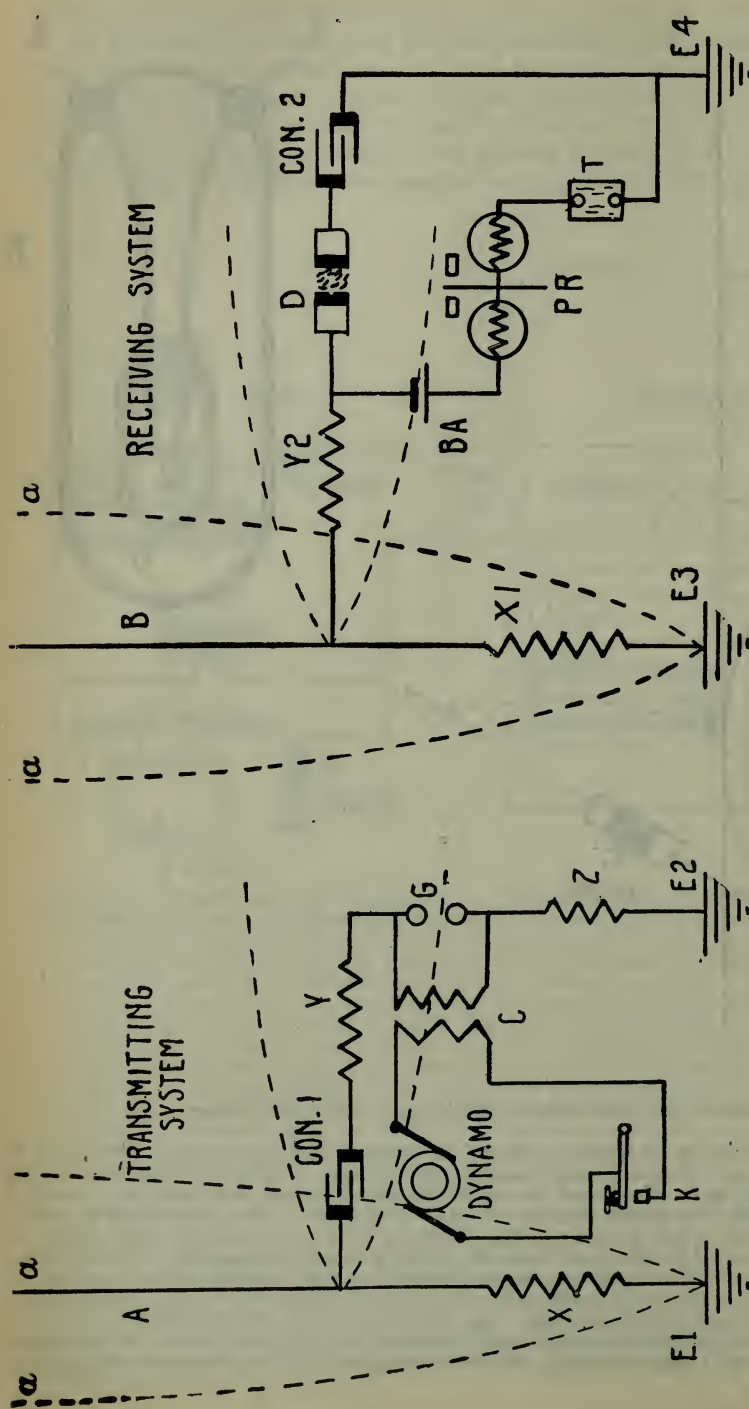 TRANSMITTING
SYSTEM
A
a
a
CON. 1
Y
G
DYNAMO
C
Z
X
K
E1
E2
RECEIVING SYSTEM
B
a
a
Y2
D
CON. 2
BA
PR
T
X1
E3
E4